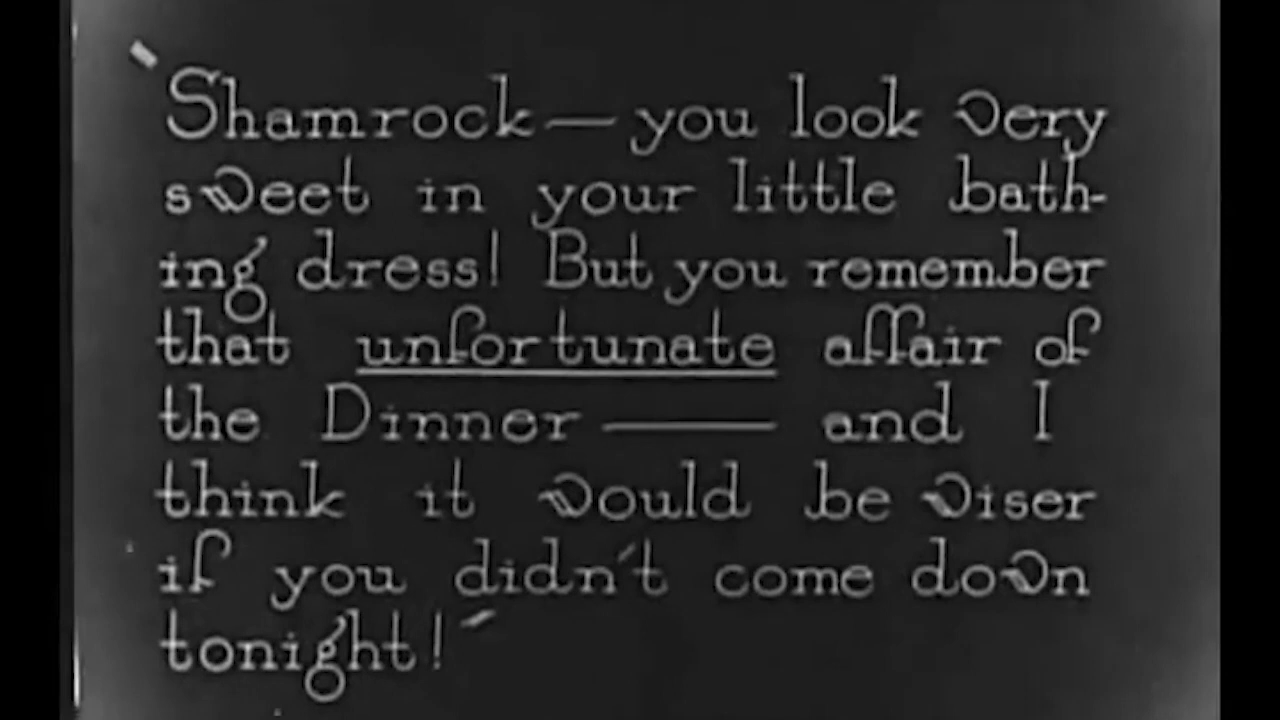 "Shamrock — you look very
sweet in your little bath-
ing dress! But you remember
that unfortunate affair of
the Dinner —— and I
think it would be wiser
if you didn't come down
tonight!"